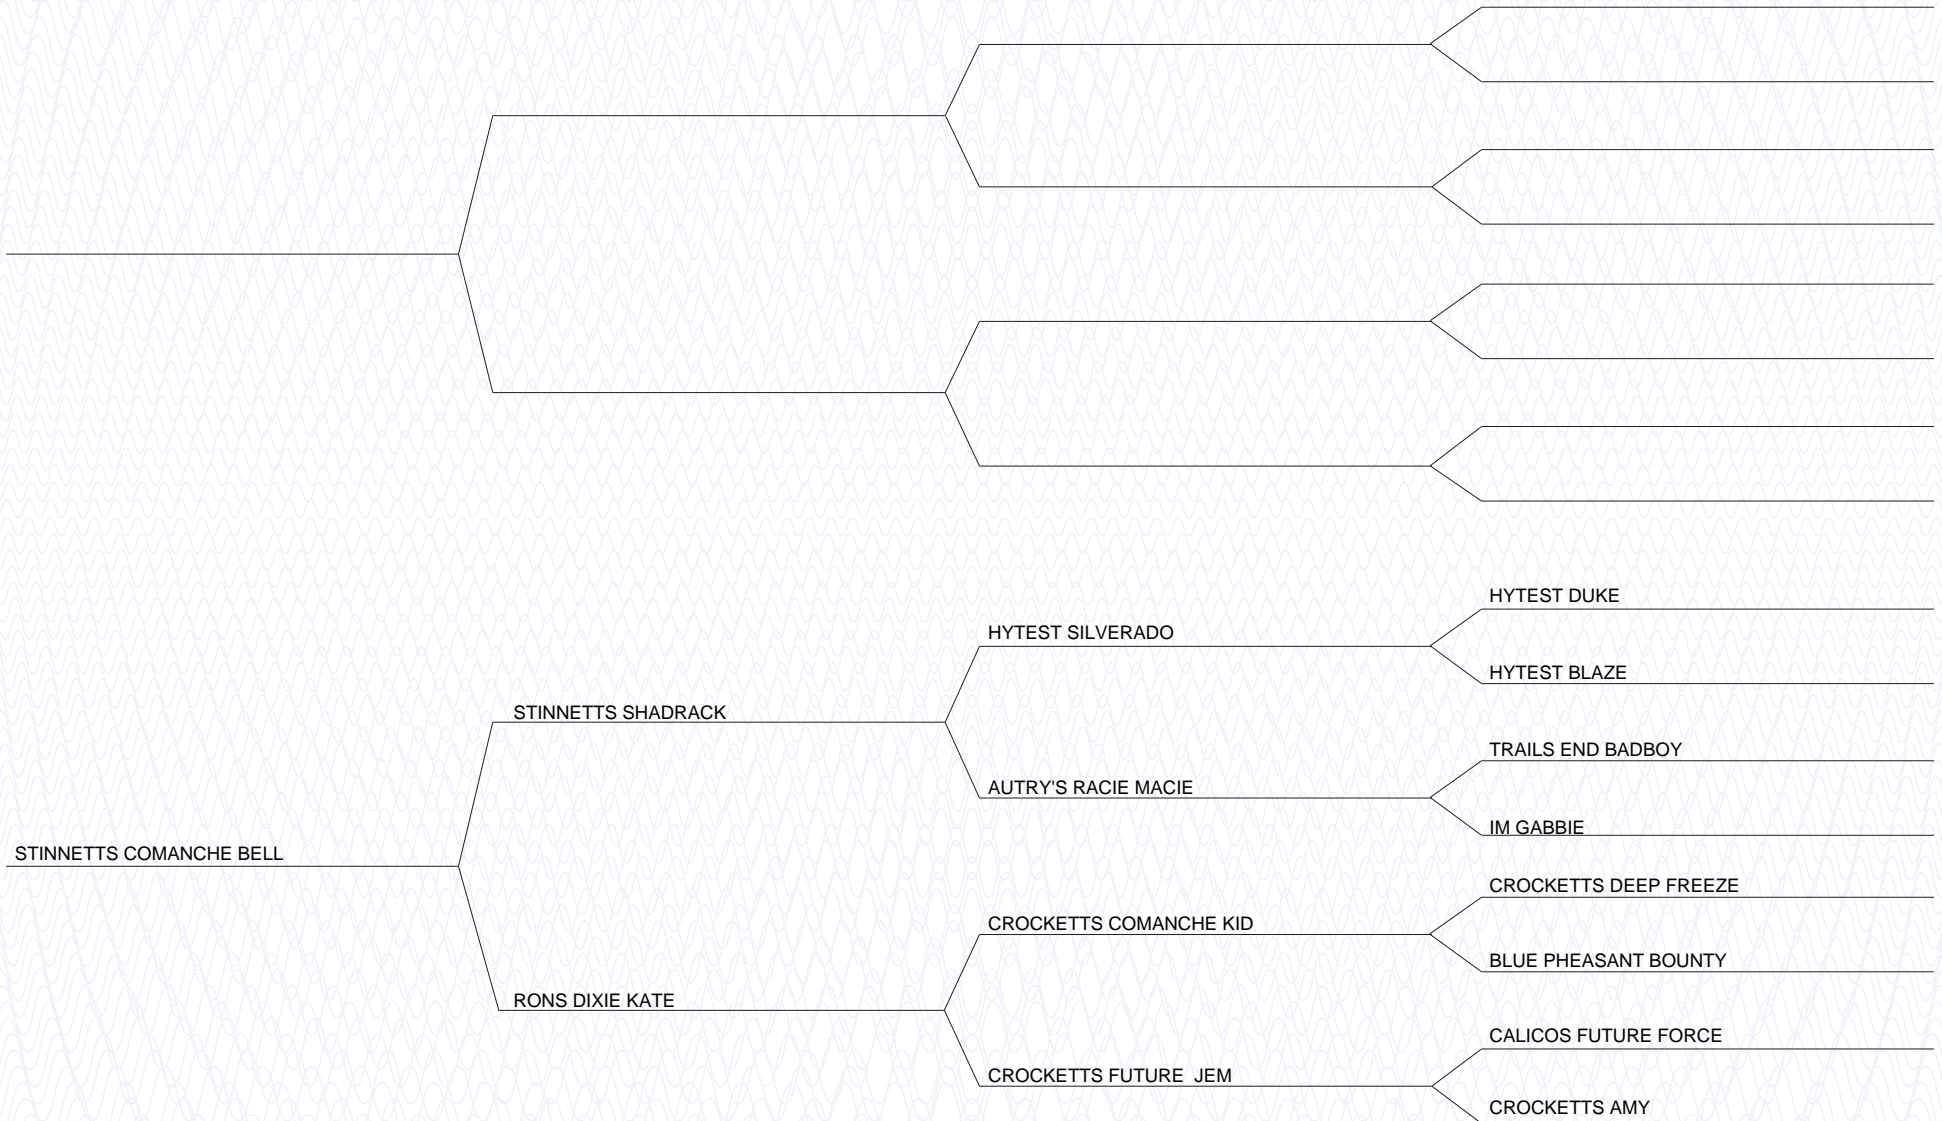 HYTEST DUKE
HYTEST SILVERADO
HYTEST BLAZE
STINNETTS SHADRACK
TRAILS END BADBOY
AUTRY'S RACIE MACIE
IM GABBIE
STINNETTS COMANCHE BELL
CROCKETTS DEEP FREEZE
CROCKETTS COMANCHE KID
BLUE PHEASANT BOUNTY
RONS DIXIE KATE
CALICOS FUTURE FORCE
CROCKETTS FUTURE  JEM
CROCKETTS AMY